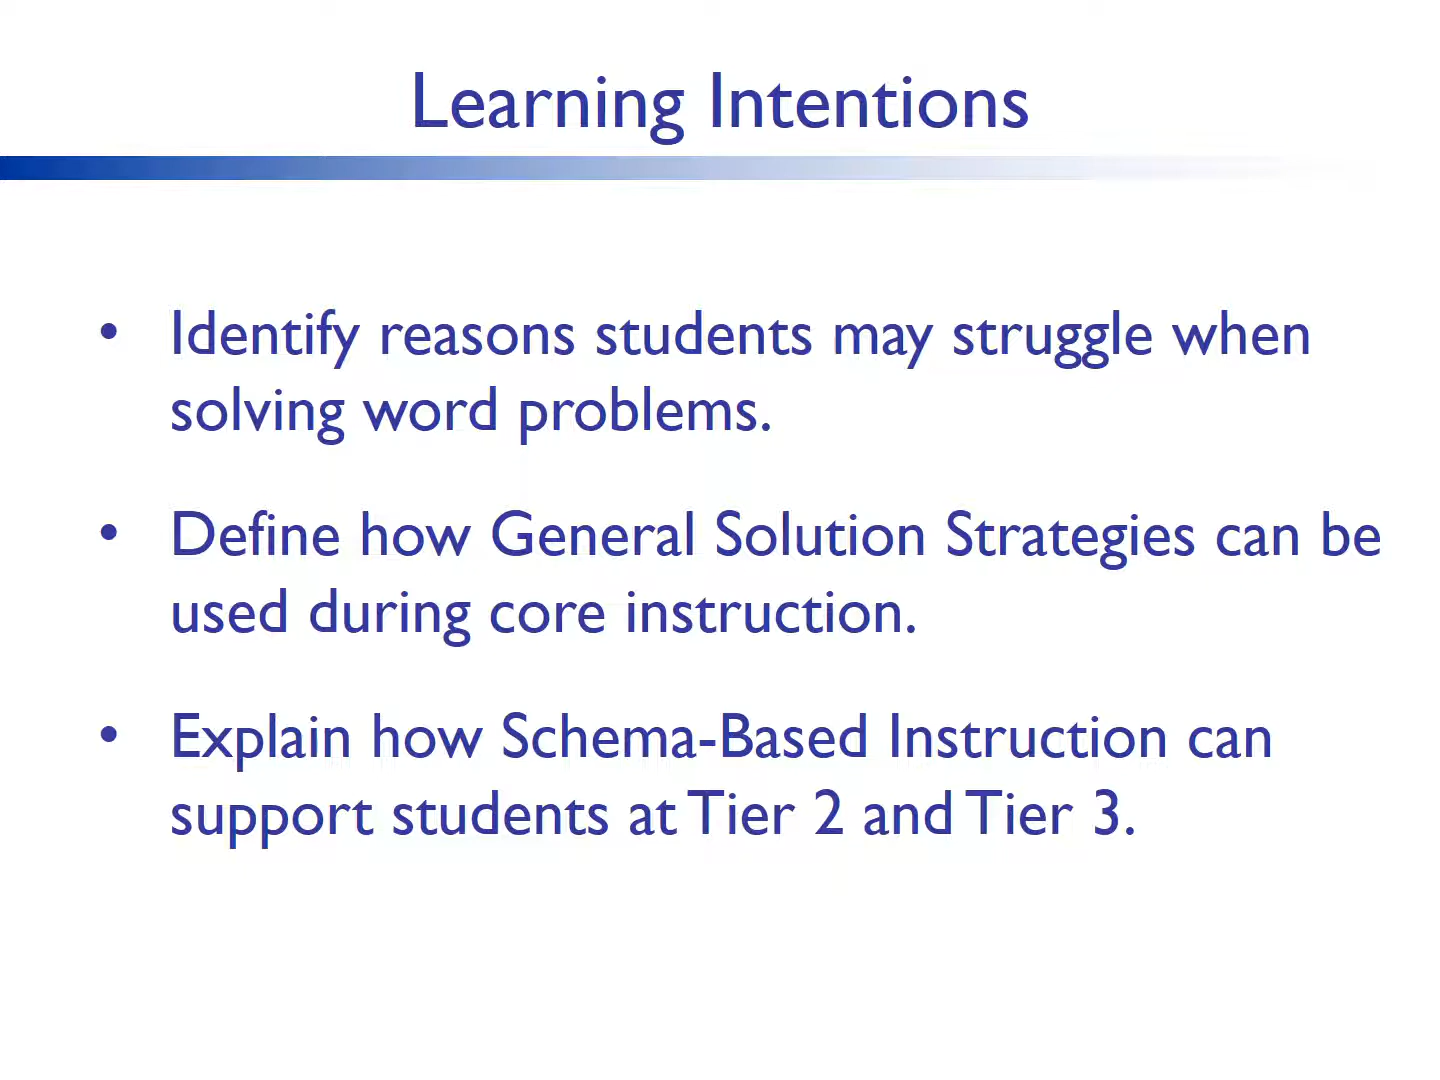 Learning Intentions
• Identify reasons students may struggle when
solving word problems.
• Define how General Solution Strategies can be
used during core instruction.
• Explain how Schema-Based Instruction can
support students at Tier 2 and Tier 3.